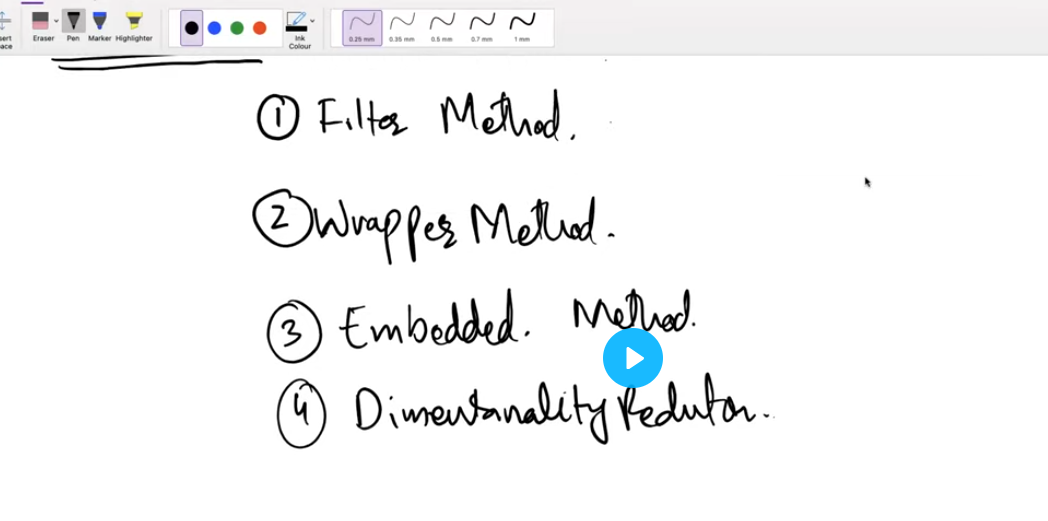 Eraser Pen Marker Highlighter Ink Colour 0.25 mm 0.35 mm 0.5 mm 0.7 mm 1 mm
① Filter Method.
② Wrapper Method.
③ Embedded. Method.
④ Dimentanality Redution.